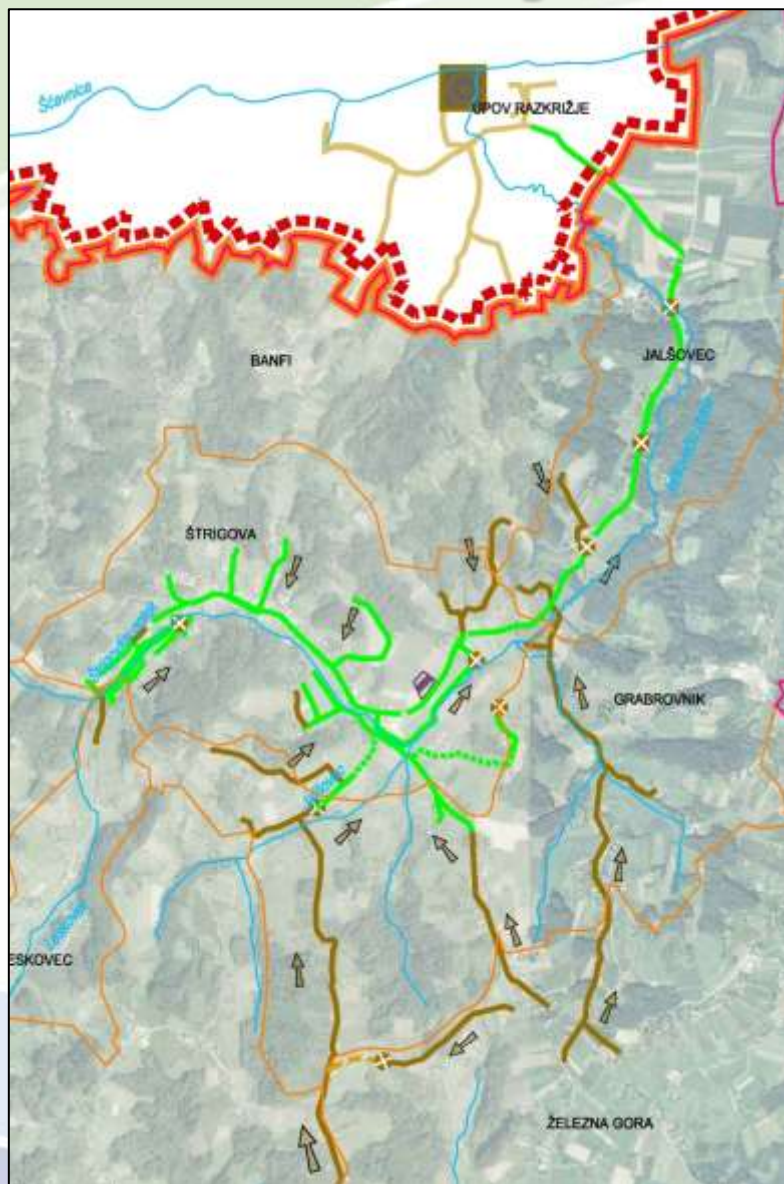 Ščavnica
UPOV RAZKRIŽJE
BANFI
JALŠOVEC
ŠTRIGOVA
GRABROVNIK
ESKOVEC
ŽELEZNA GORA